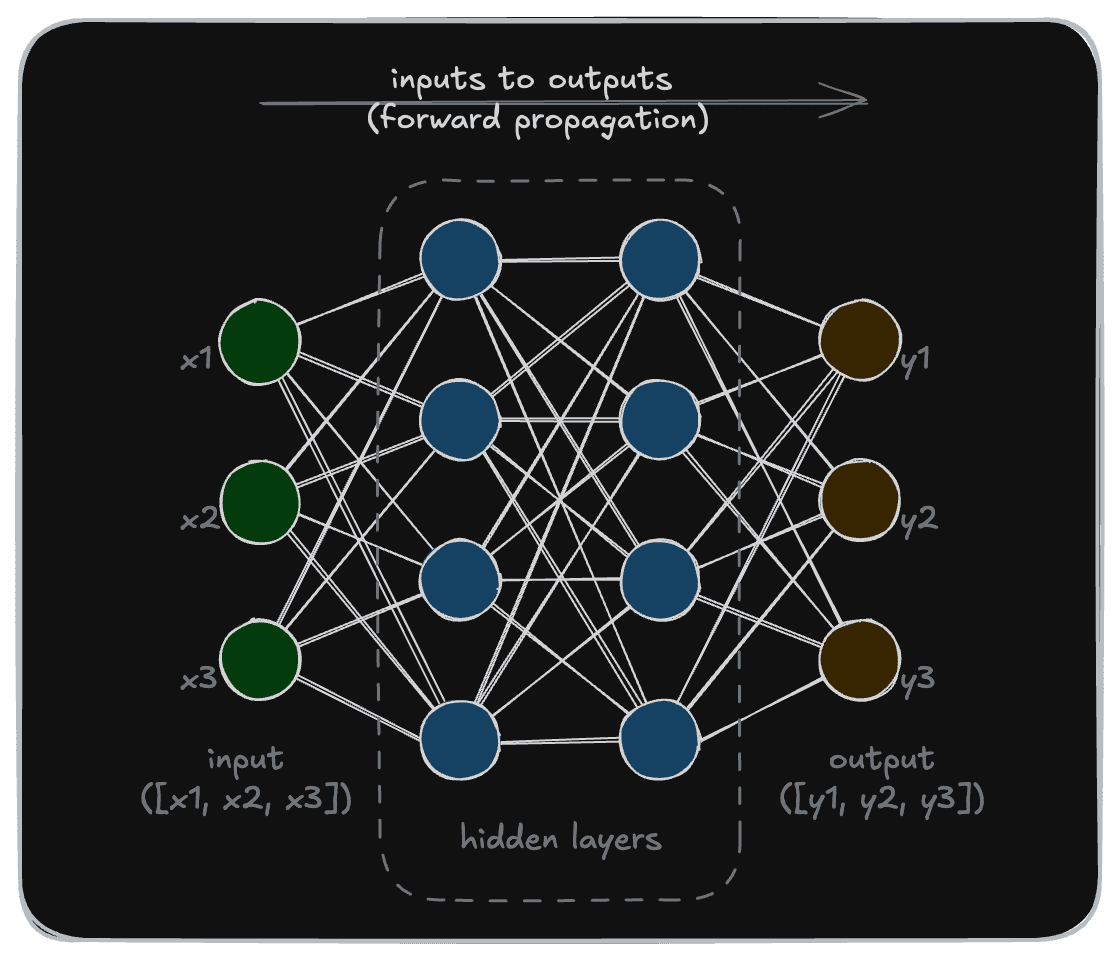 inputs to outputs
(forward propagation)
x1
y1
x2
y2
x3
y3
input
([x1, x2, x3])
output
([y1, y2, y3])
hidden layers